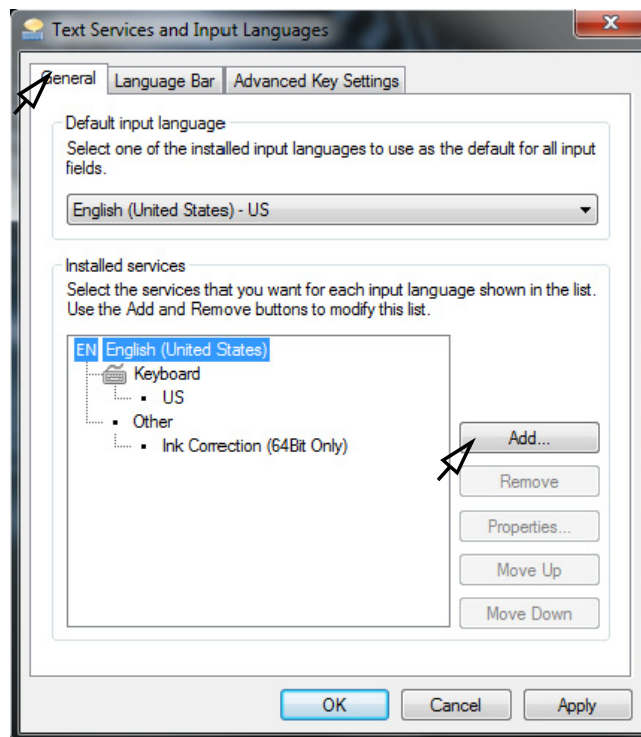 Text Services and Input Languages
General
Language Bar
Advanced Key Settings
Default input language
Select one of the installed input languages to use as the default for all input
fields.
English (United States) - US
Installed services
Select the services that you want for each input language shown in the list.
Use the Add and Remove buttons to modify this list.
EN English (United States)
Keyboard
US
Other
Ink Correction (64Bit Only)
Add...
Remove
Properties...
Move Up
Move Down
OK
Cancel
Apply